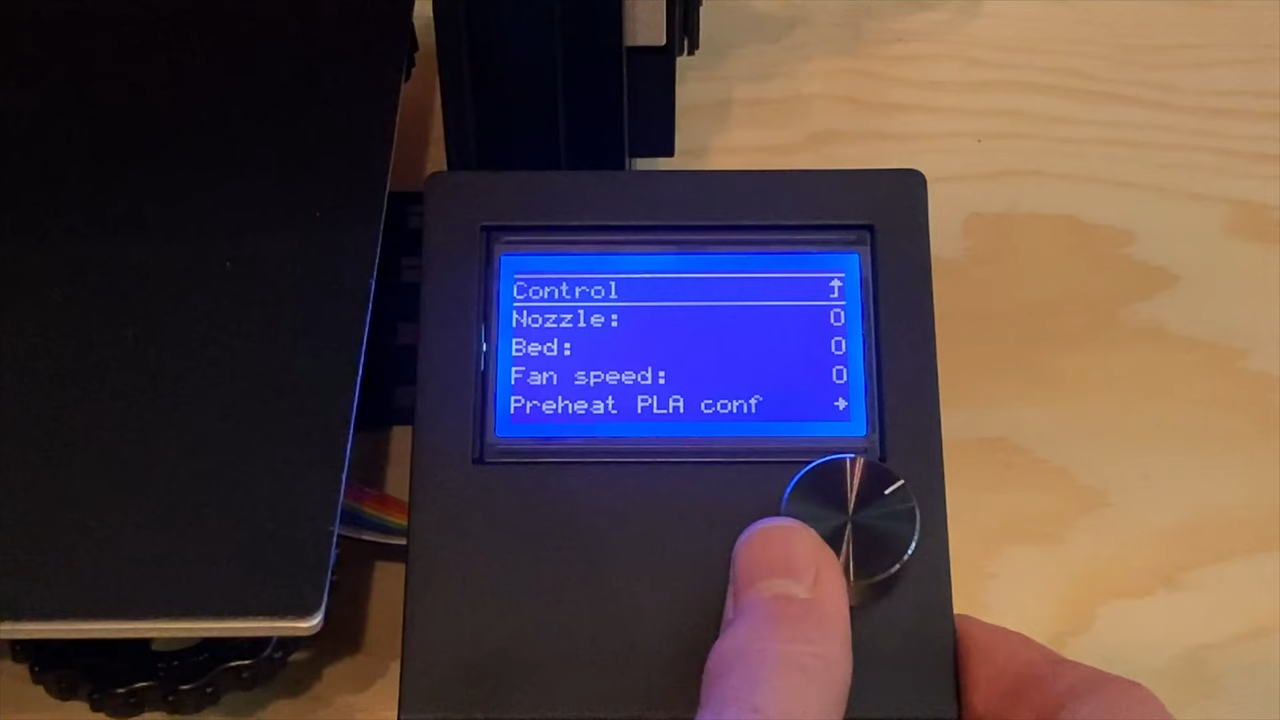 Control
Nozzle: 0
Bed: 0
Fan speed: 0
Preheat PLA conf